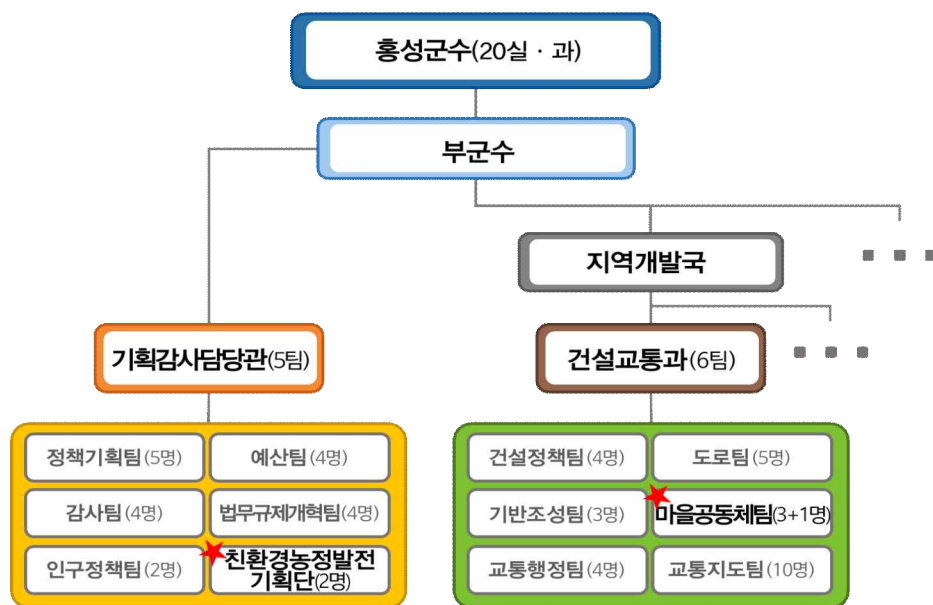 홍성군수(20실 · 과)
부군수
지역개발국
기획감사담당관(5팀)
건설교통과(6팀)
정책기획팀(5명)
예산팀(4명)
감사팀(4명)
법무규제개혁팀(4명)
인구정책팀(2명)
친환경농정발전
기획단(2명)
건설정책팀(4명)
도로팀(5명)
기반조성팀(3명)
마을공동체팀(3+1명)
교통행정팀(4명)
교통지도팀(10명)